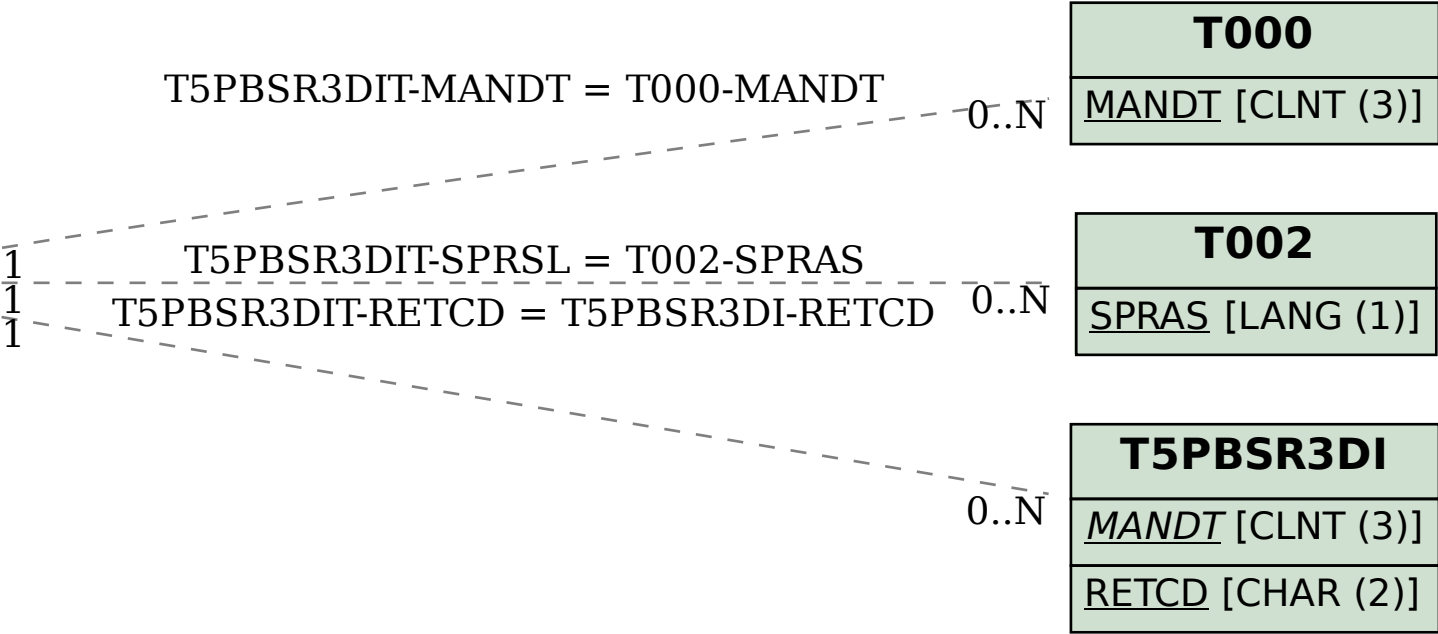 T000
MANDT [CLNT (3)]
T5PBSR3DIT-MANDT = T000-MANDT
0..N
1
T002
SPRAS [LANG (1)]
T5PBSR3DIT-SPRSL = T002-SPRAS
0..N
1
T5PBSR3DIT-RETCD = T5PBSR3DI-RETCD
1
0..N
T5PBSR3DI
MANDT [CLNT (3)]
RETCD [CHAR (2)]